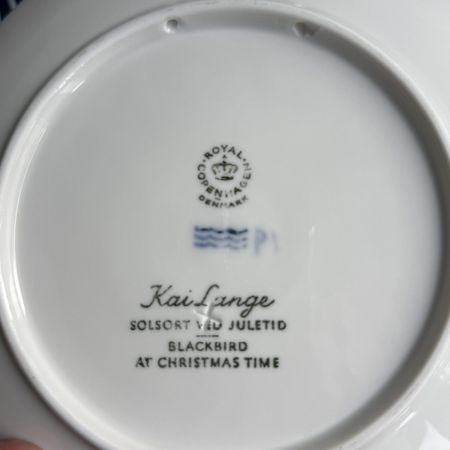 ROYAL
COPENHAGEN
DENMARK
Kai Lange
SOLSORT VED JULETID
BLACKBIRD
AT CHRISTMAS TIME